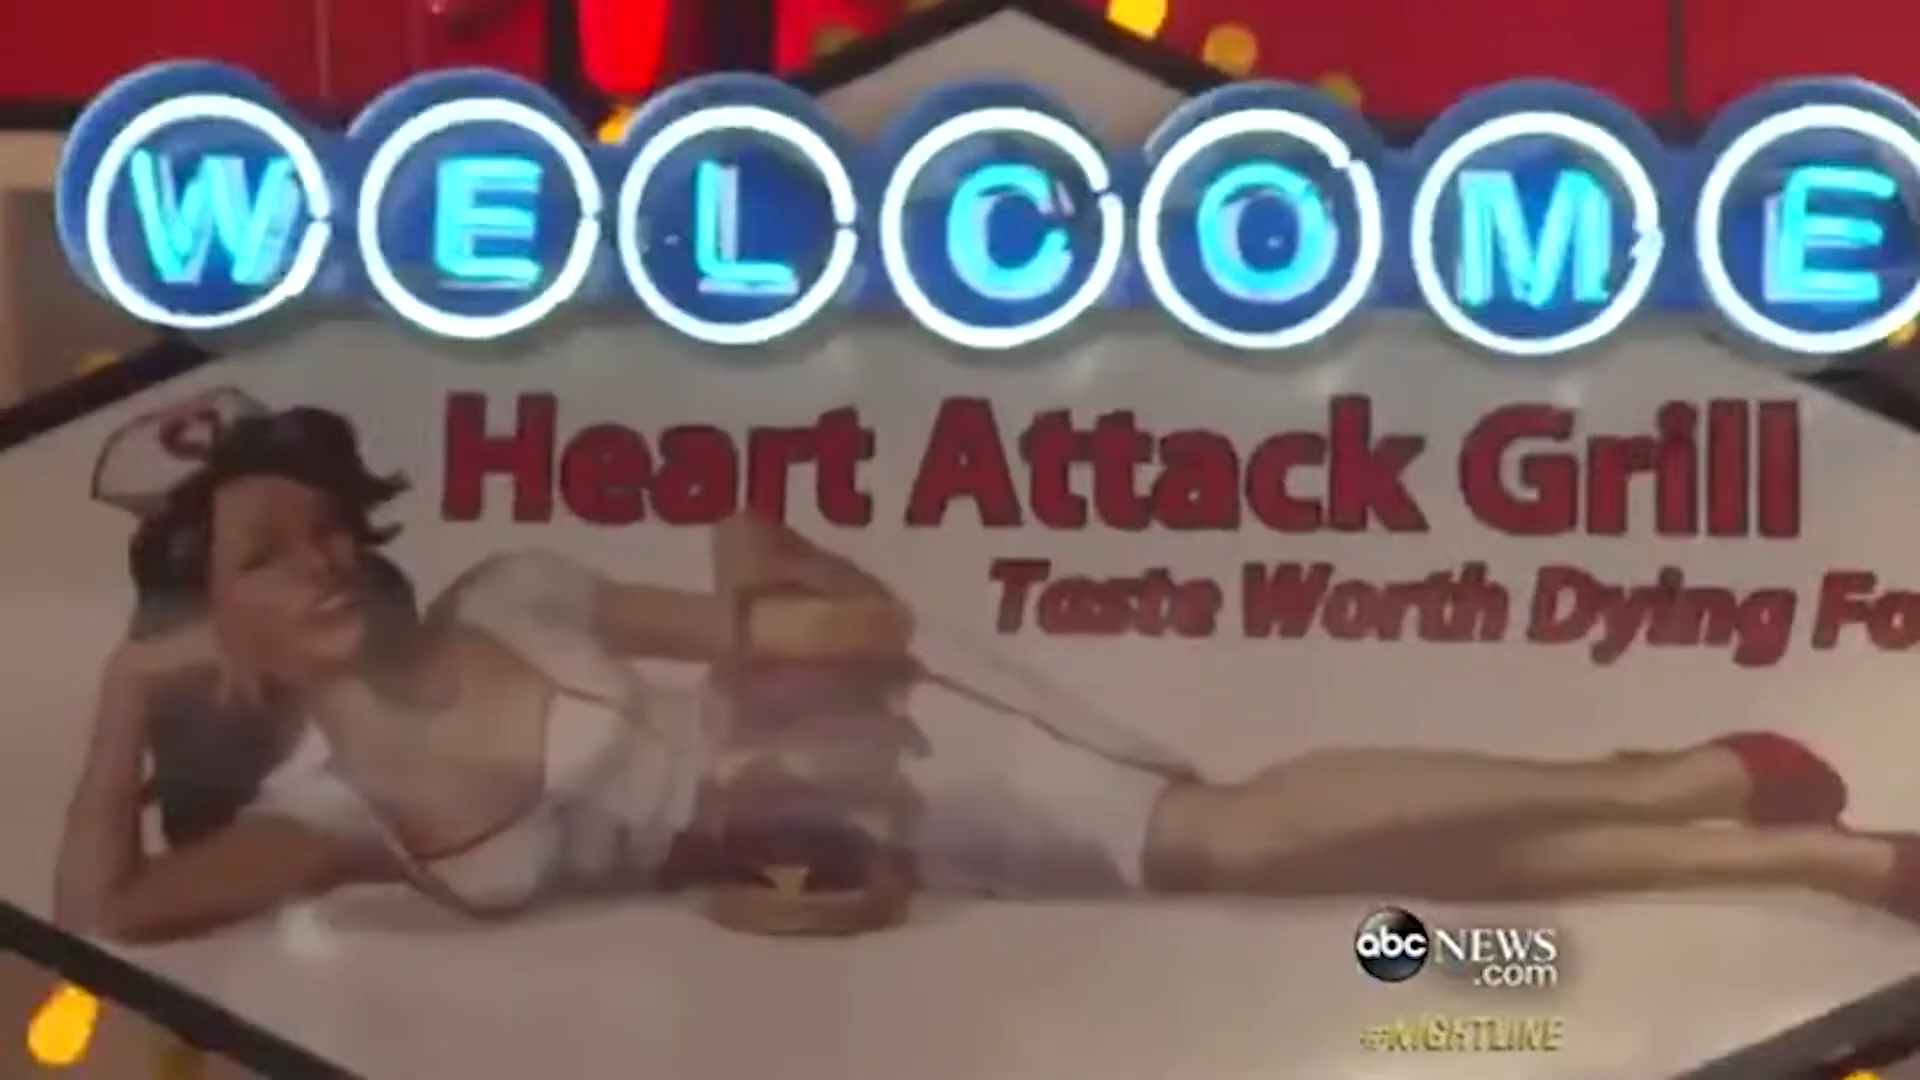 WELCOME
Heart Attack Grill
Taste Worth Dying Fo
abc NEWS
.com
#NIGHTLINE